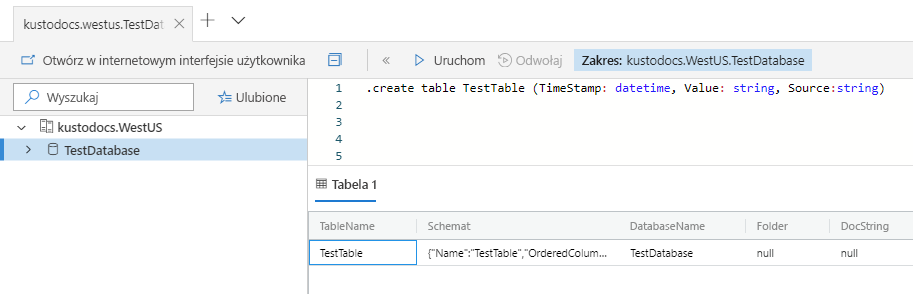 kustodocs.westus.TestDat
Otwórz w internetowym interfejsie użytkownika
Uruchom
Odwołaj
Zakres: kustodocs.WestUS.TestDatabase
Wyszukaj
Ulubione
kustodocs.WestUS
TestDatabase
1 .create table TestTable (TimeStamp: datetime, Value: string, Source:string)
2
3
4
5
Tabela 1
TableName Schemat DatabaseName Folder DocString
TestTable {"Name":"TestTable","OrderedColum... TestDatabase null null